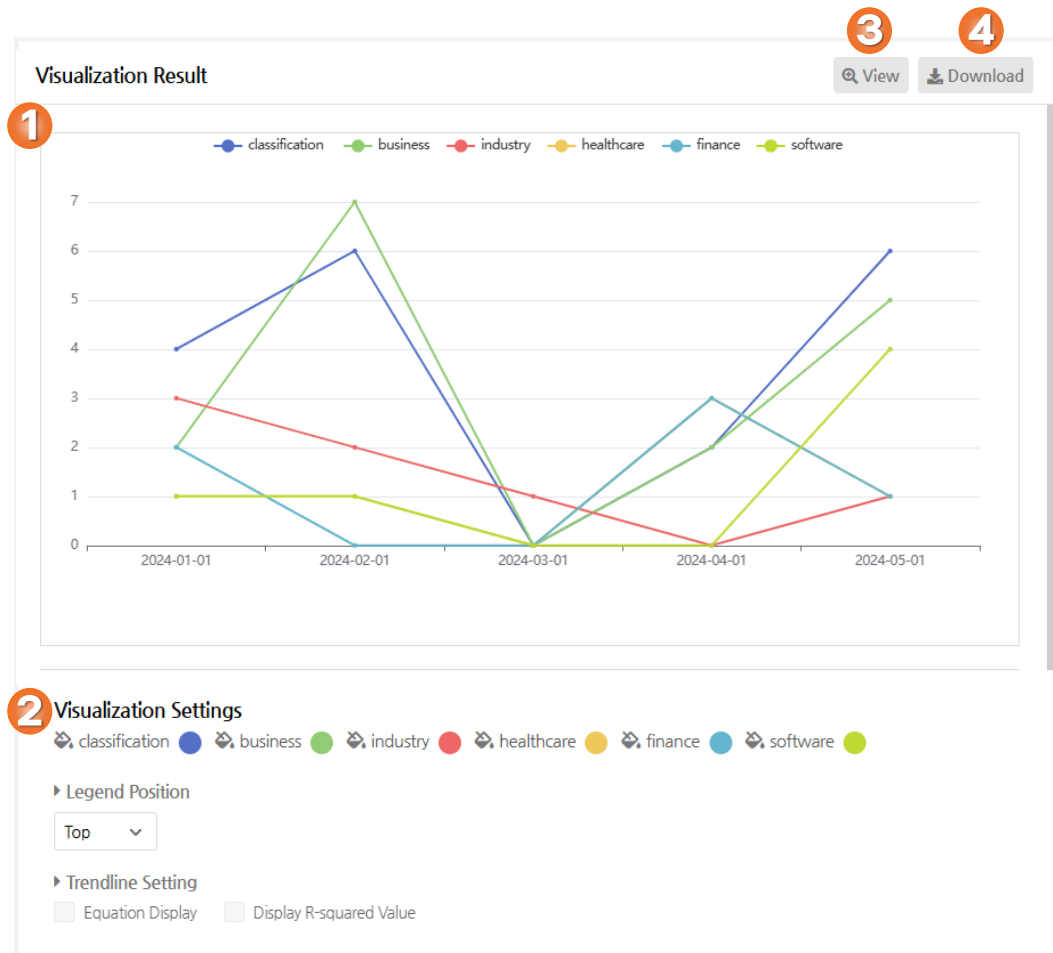 3 4
Visualization Result View Download
1
classification business industry healthcare finance software
7
6
5
4
3
2
1
0
2024-01-01 2024-02-01 2024-03-01 2024-04-01 2024-05-01
2 Visualization Settings
classification business industry healthcare finance software
Legend Position
Top
Trendline Setting
Equation Display Display R-squared Value